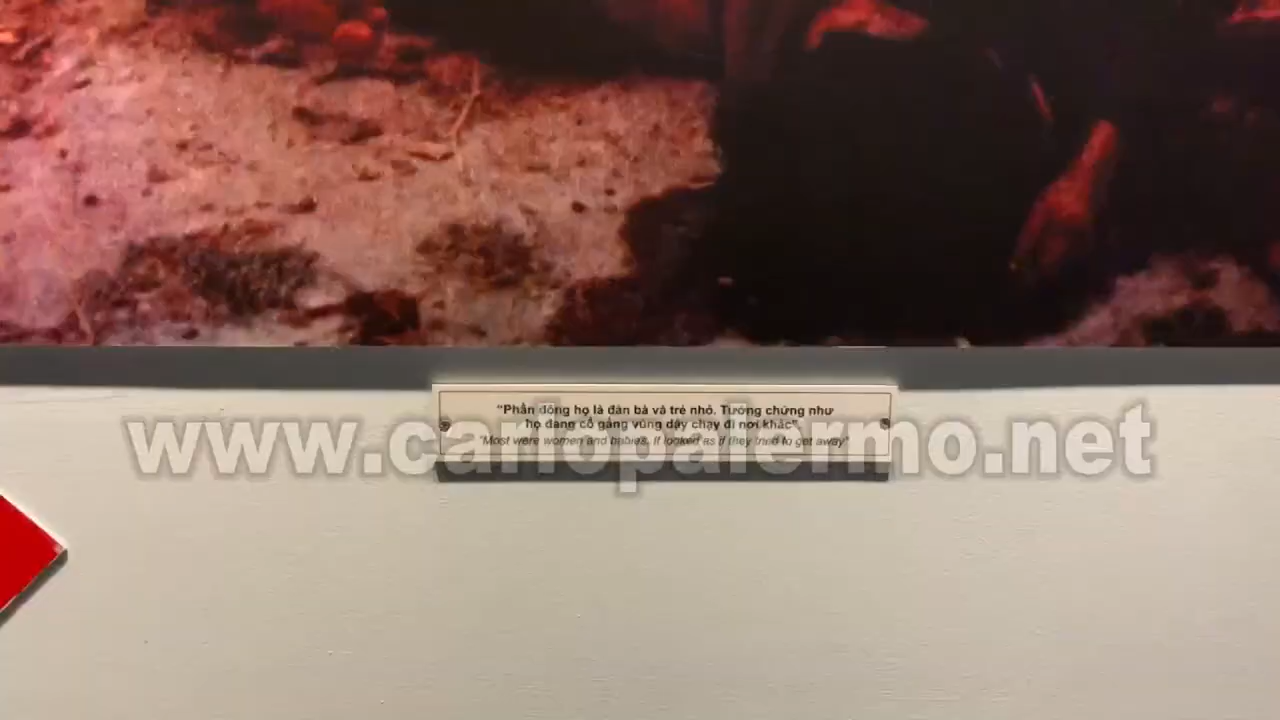 “Phần đông họ là đàn bà và trẻ nhỏ. Tưởng chừng như
họ đang cố gắng vùng dậy chạy đi nơi khác”
“Most were women and babies. It looked as if they tried to get away”
www.carlopalermo.net